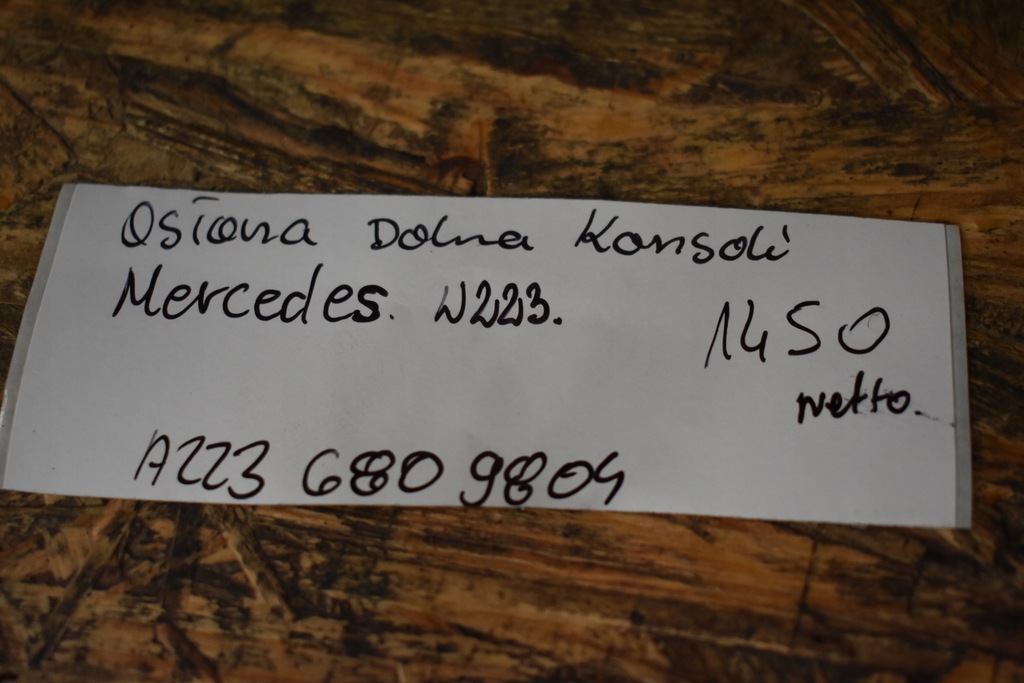 Osłona Dolna Konsoli
Mercedes. W223.
1450
netto.
A223 680 9804